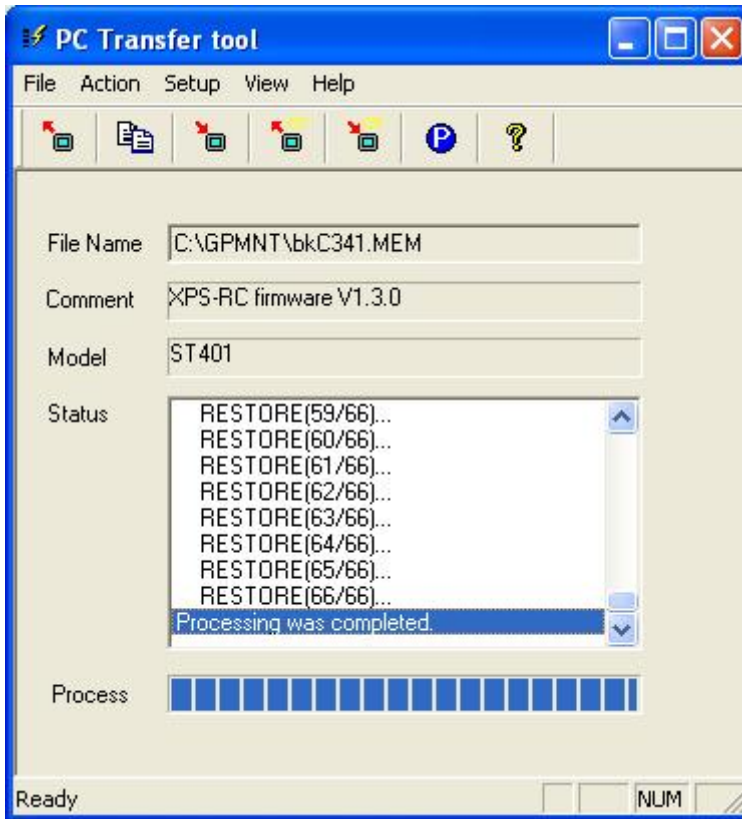 PC Transfer tool
File Action Setup View Help
P ?
File Name C:\GPMNT\bkC341.MEM
Comment XPS-RC firmware V1.3.0
Model ST401
Status RESTORE(59/66)...
RESTORE(60/66)...
RESTORE(61/66)...
RESTORE(62/66)...
RESTORE(63/66)...
RESTORE(64/66)...
RESTORE(65/66)...
RESTORE(66/66)...
Processing was completed.
Process
Ready NUM